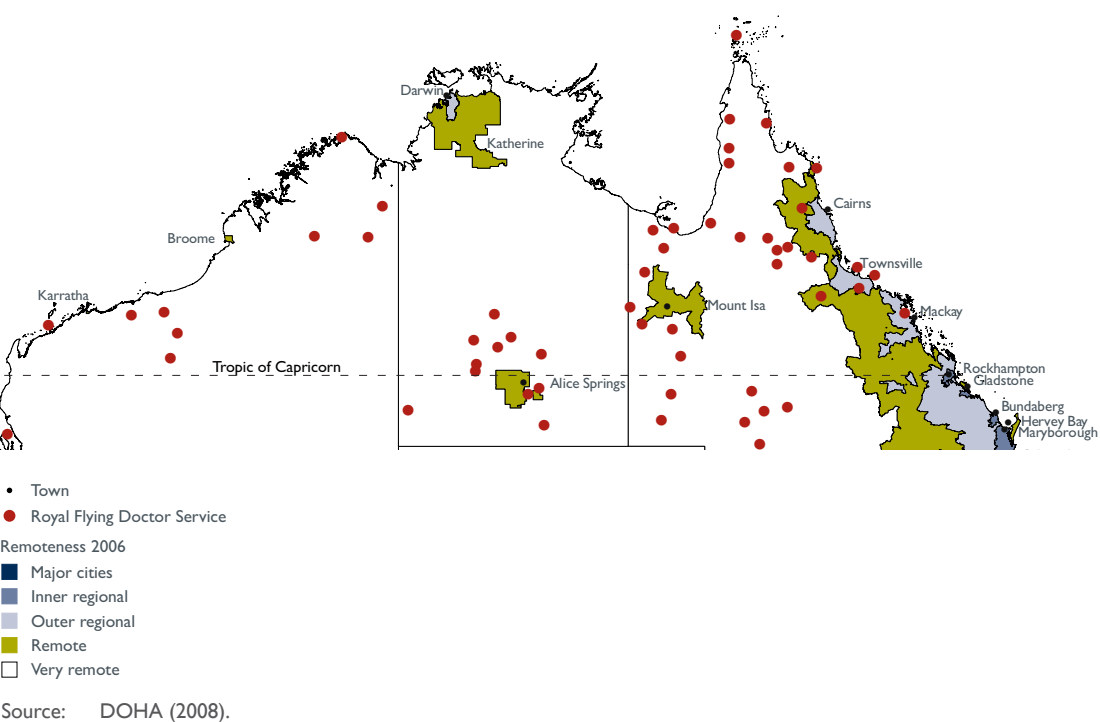 Darwin
Katherine
Cairns
Broome
Townsville
Karratha
Mount Isa
Mackay
Tropic of Capricorn
Rockhampton
Gladstone
Alice Springs
Bundaberg
Hervey Bay
Maryborough
Town
Royal Flying Doctor Service
Remoteness 2006
Major cities
Inner regional
Outer regional
Remote
Very remote
Source: DOHA (2008).